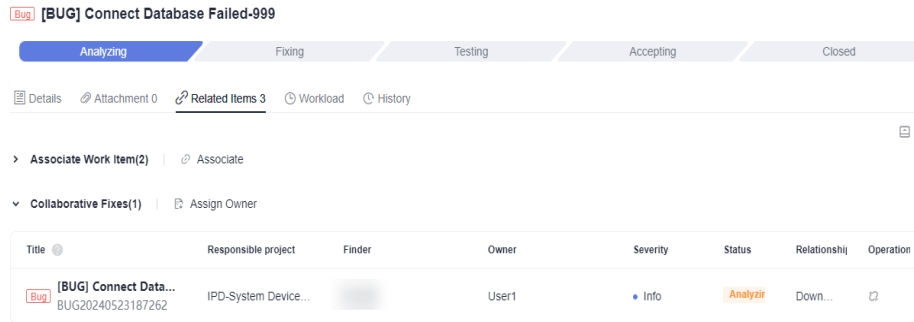 Bug [BUG] Connect Database Failed-999
Analyzing Fixing Testing Accepting Closed
Details Attachment 0 Related Items 3 Workload History
Associate Work Item(2) Associate
Collaborative Fixes(1) Assign Owner
Title Responsible project Finder Owner Severity Status Relationship Operation
[BUG] Connect Data...
Bug IPD-System Device... User1 Info Analyzin Down...
BUG20240523187262